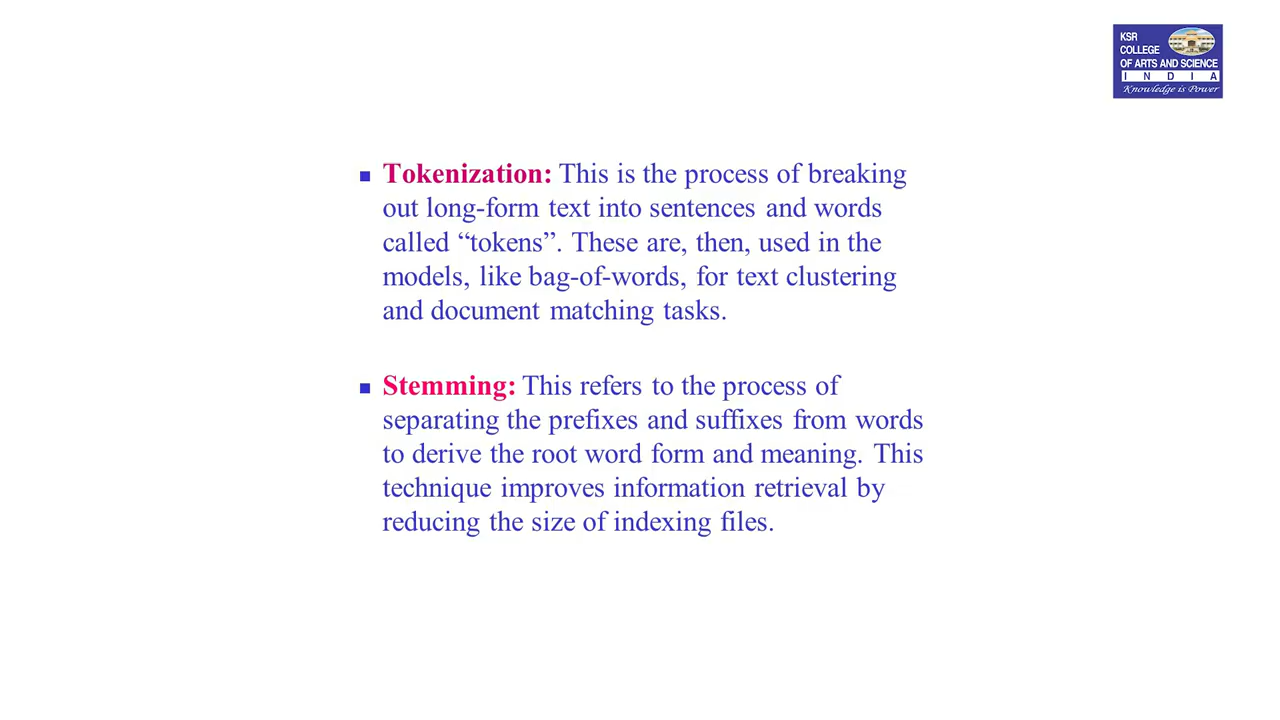 KSR
COLLEGE
OF ARTS AND SCIENCE
INDIA
Knowledge is Power
Tokenization: This is the process of breaking
out long-form text into sentences and words
called “tokens”. These are, then, used in the
models, like bag-of-words, for text clustering
and document matching tasks.
Stemming: This refers to the process of
separating the prefixes and suffixes from words
to derive the root word form and meaning. This
technique improves information retrieval by
reducing the size of indexing files.